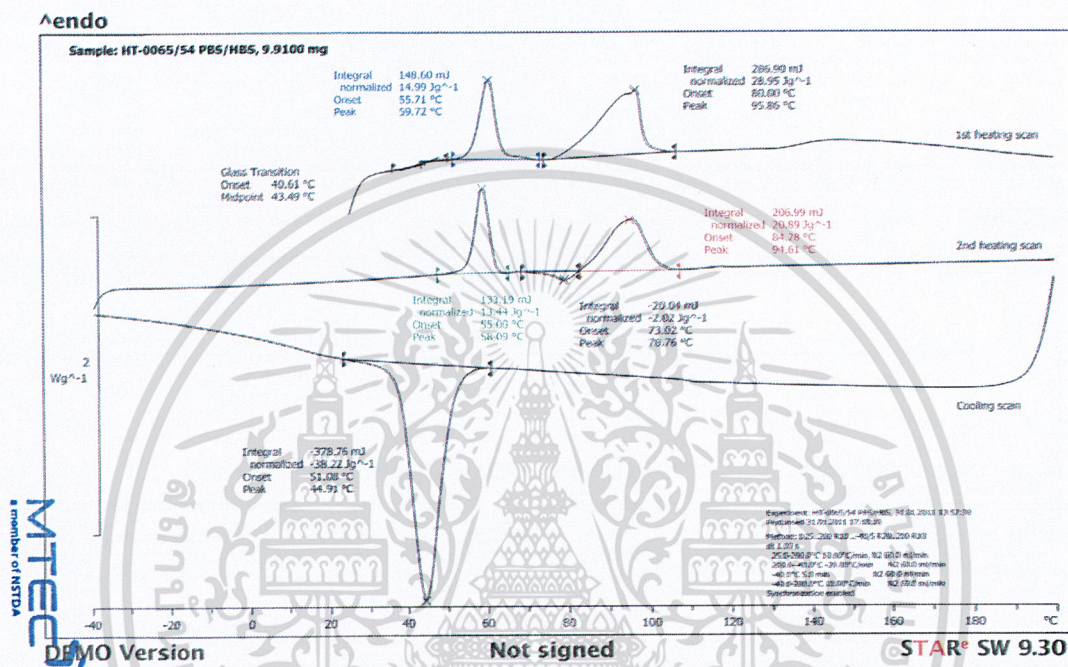 ^endo
Sample: HT-0065/54 PBS/HBS, 9.9100 mg
Integral 148.60 mJ
normalized 14.99 Jg^-1
Onset 55.71 °C
Peak 59.72 °C
Integral 286.90 mJ
normalized 28.95 Jg^-1
Onset 80.00 °C
Peak 95.86 °C
1st heating scan
Glass Transition
Onset 40.61 °C
Midpoint 43.49 °C
Integral 206.99 mJ
normalized 20.89 Jg^-1
Onset 84.28 °C
Peak 94.61 °C
2nd heating scan
Integral 133.19 mJ
normalized 13.44 Jg^-1
Onset 55.00 °C
Peak 58.09 °C
Integral -20.04 mJ
normalized -2.02 Jg^-1
Onset 73.02 °C
Peak 78.76 °C
2
Wg^-1
Cooling scan
Integral -378.76 mJ
normalized -38.22 Jg^-1
Onset 51.08 °C
Peak 44.91 °C
Synchronization enabled
MTEC
a member of NSTDA
-40 -20 0 20 40 60 80 100 120 140 160 180 °C
DEMO Version Not signed STARe SW 9.30